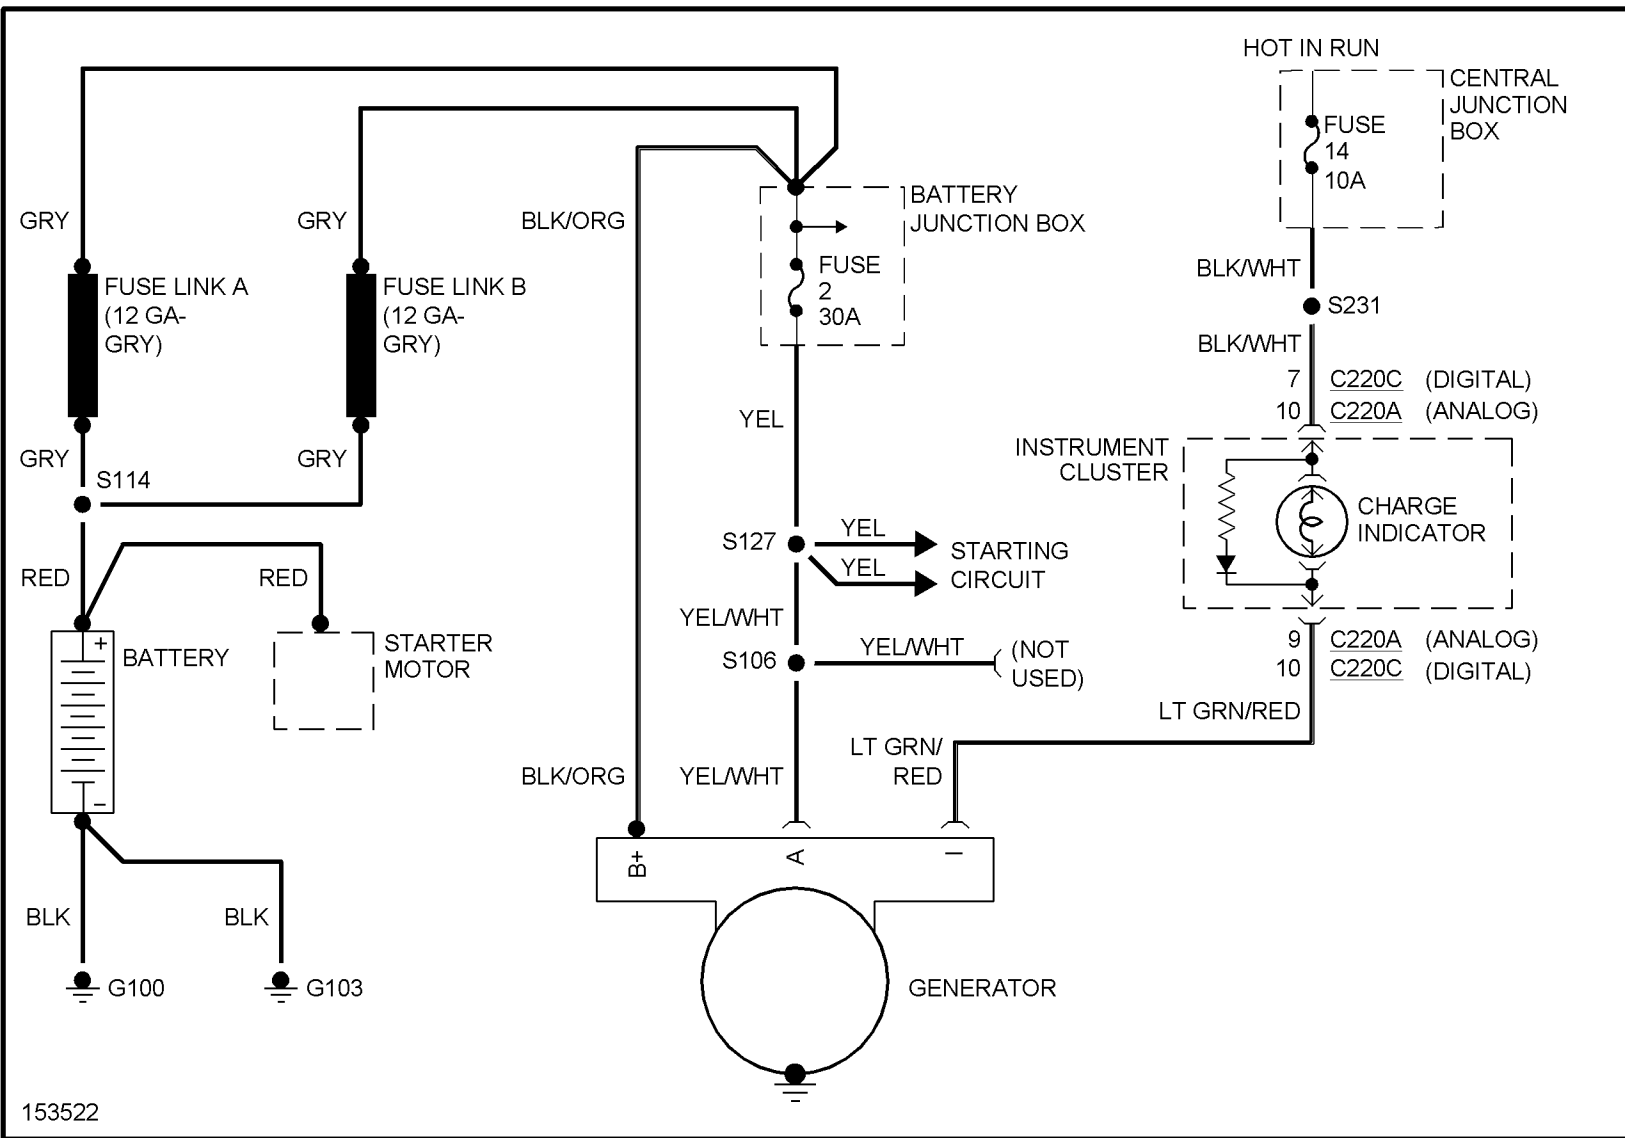 HOT IN RUN
CENTRAL
JUNCTION
BOX
FUSE
14
10A
GRY
GRY
BLK/ORG
BATTERY
JUNCTION BOX
FUSE
2
30A
FUSE LINK A
(12 GA-
GRY)
FUSE LINK B
(12 GA-
GRY)
BLK/WHT
S231
BLK/WHT
7 C220C (DIGITAL)
10 C220A (ANALOG)
YEL
GRY
S114
GRY
INSTRUMENT
CLUSTER
CHARGE
INDICATOR
S127
YEL
YEL
STARTING
CIRCUIT
RED
RED
YEL/WHT
S106
YEL/WHT
(NOT
USED)
+
BATTERY
−
STARTER
MOTOR
9 C220A (ANALOG)
10 C220C (DIGITAL)
LT GRN/RED
LT GRN/
RED
BLK/ORG
YEL/WHT
B+
A
I
BLK
BLK
G100
G103
GENERATOR
153522